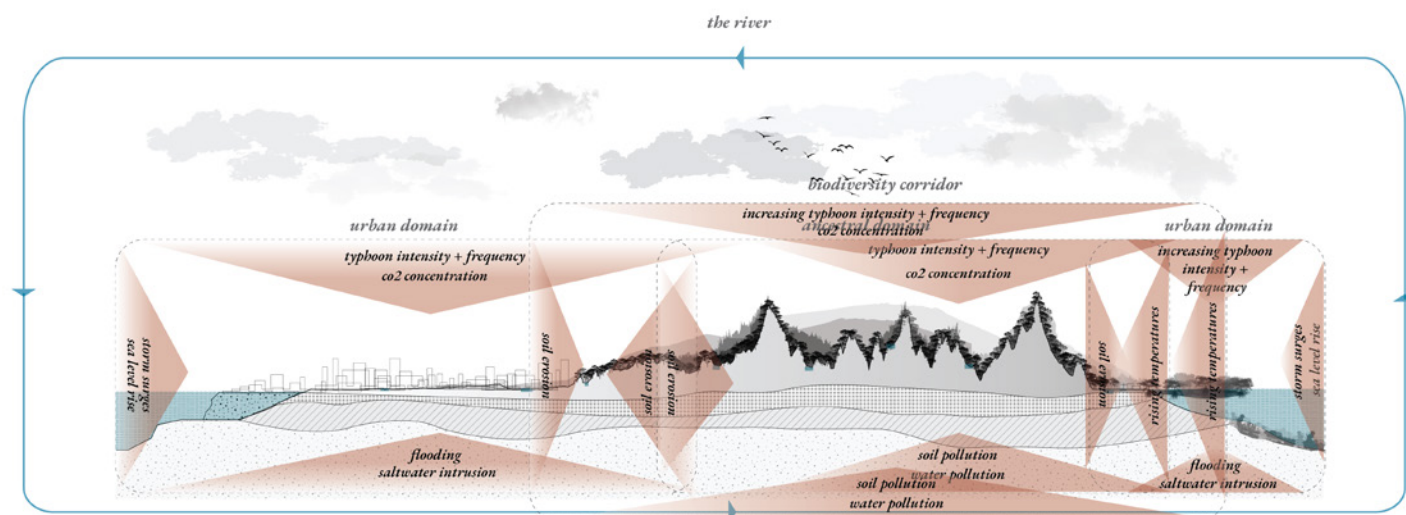 the river
biodiversity corridor
increasing typhoon intensity + frequency
co2 concentration
urban domain
ancestral domain
urban domain
typhoon intensity + frequency
co2 concentration
typhoon intensity + frequency
co2 concentration
increasing typhoon
intensity +
frequency
storm surges
sea level rise
soil erosion
soil erosion
soil erosion
soil erosion
rising temperatures
rising temperatures
storm surges
sea level rise
flooding
saltwater intrusion
soil pollution
water pollution
soil pollution
water pollution
flooding
saltwater intrusion